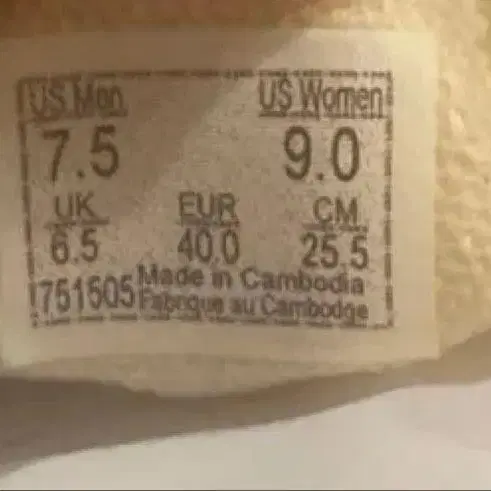 US Men US Women
7.5 9.0
UK EUR CM
6.5 40.0 25.5
751505 Made in Cambodia
Fabrique au Cambodge